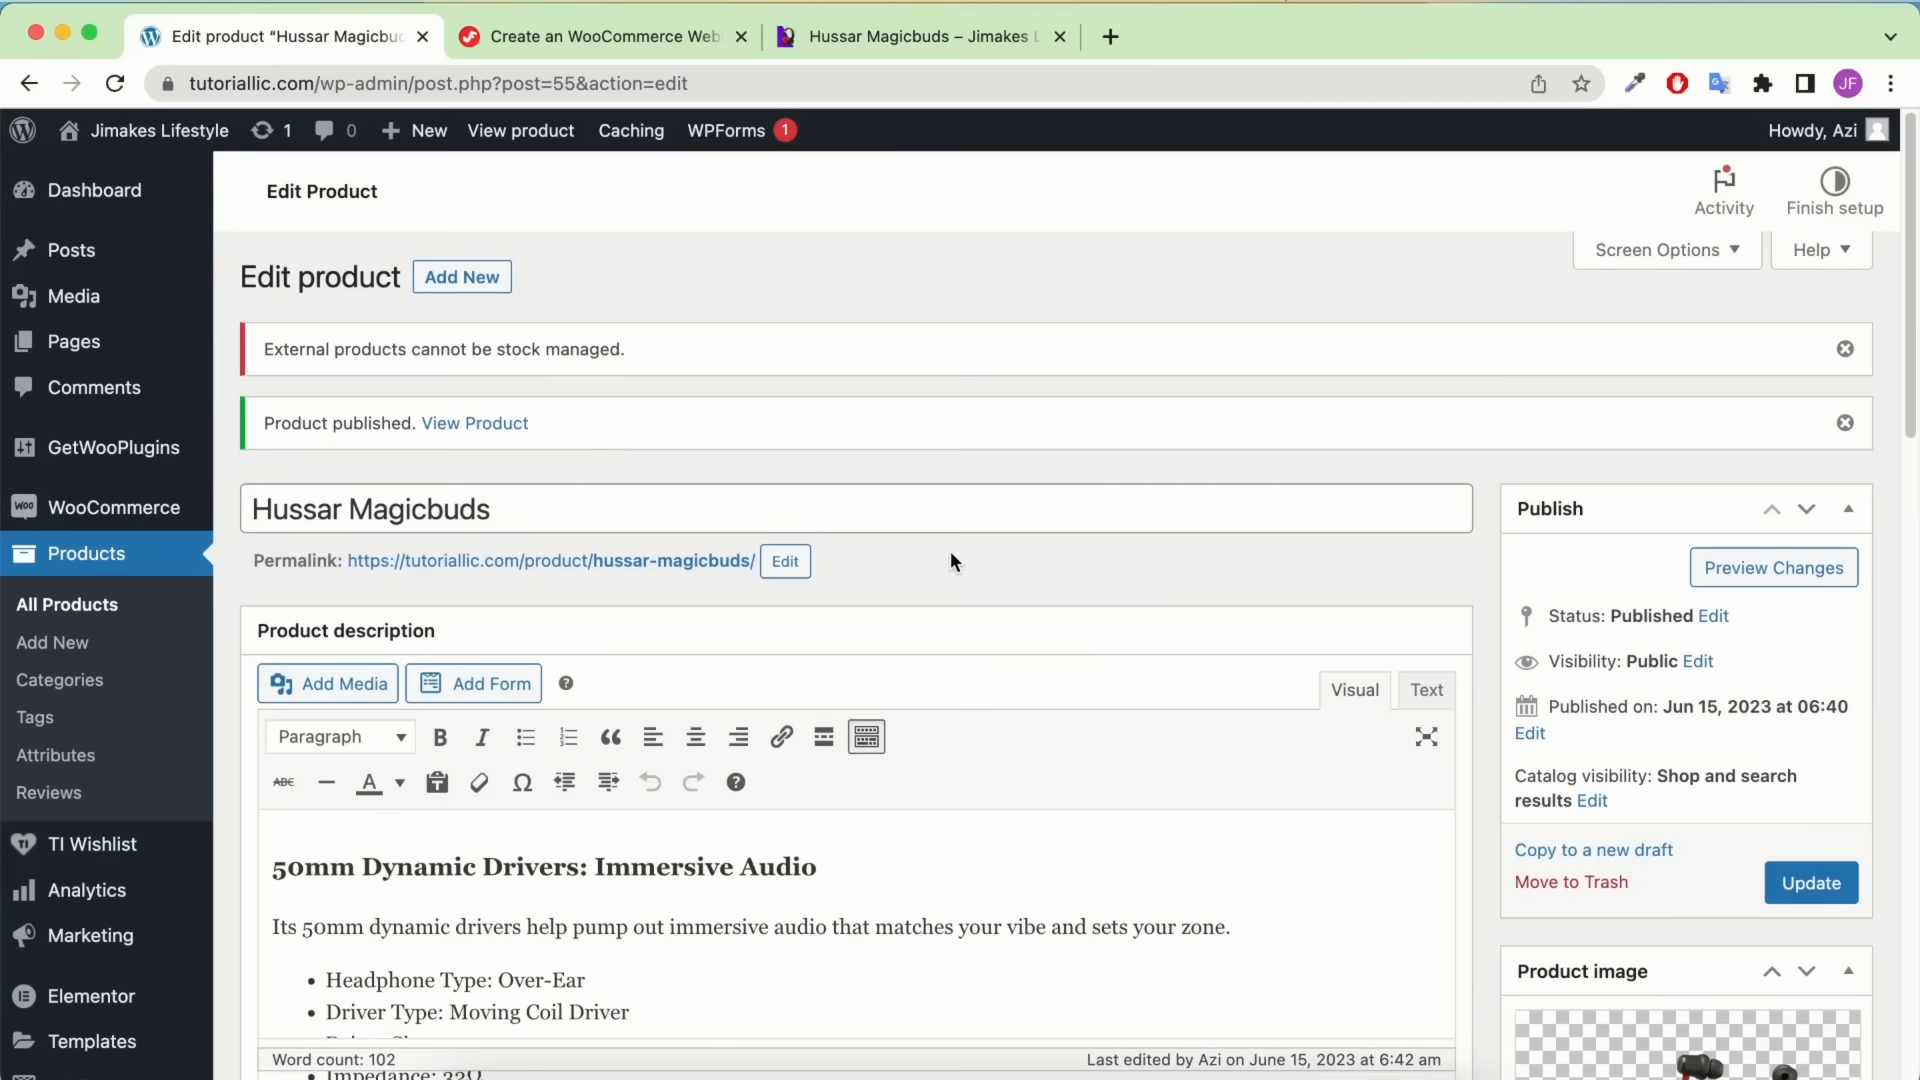 Edit product “Hussar Magicbu
Create an WooCommerce Web
Hussar Magicbuds – Jimakes L
tutoriallic.com/wp-admin/post.php?post=55&action=edit
JF
Jimakes Lifestyle
1
0
New
View product
Caching
WPForms 1
Howdy, Azi
Dashboard
Posts
Media
Pages
Comments
GetWooPlugins
WooCommerce
Products
All Products
Add New
Categories
Tags
Attributes
Reviews
TI Wishlist
Analytics
Marketing
Elementor
Templates
Edit Product
Activity
Finish setup
Screen Options
Help
Edit product
Add New
External products cannot be stock managed.
Product published. View Product
Hussar Magicbuds
Permalink: https://tutoriallic.com/product/hussar-magicbuds/ Edit
Product description
Add Media
Add Form
Visual
Text
Paragraph
50mm Dynamic Drivers: Immersive Audio
Its 50mm dynamic drivers help pump out immersive audio that matches your vibe and sets your zone.
• Headphone Type: Over-Ear
• Driver Type: Moving Coil Driver
Word count: 102
Last edited by Azi on June 15, 2023 at 6:42 am
• Impedance: 32Ω
Publish
Preview Changes
Status: Published Edit
Visibility: Public Edit
Published on: Jun 15, 2023 at 06:40
Edit
Catalog visibility: Shop and search
results Edit
Copy to a new draft
Move to Trash
Update
Product image